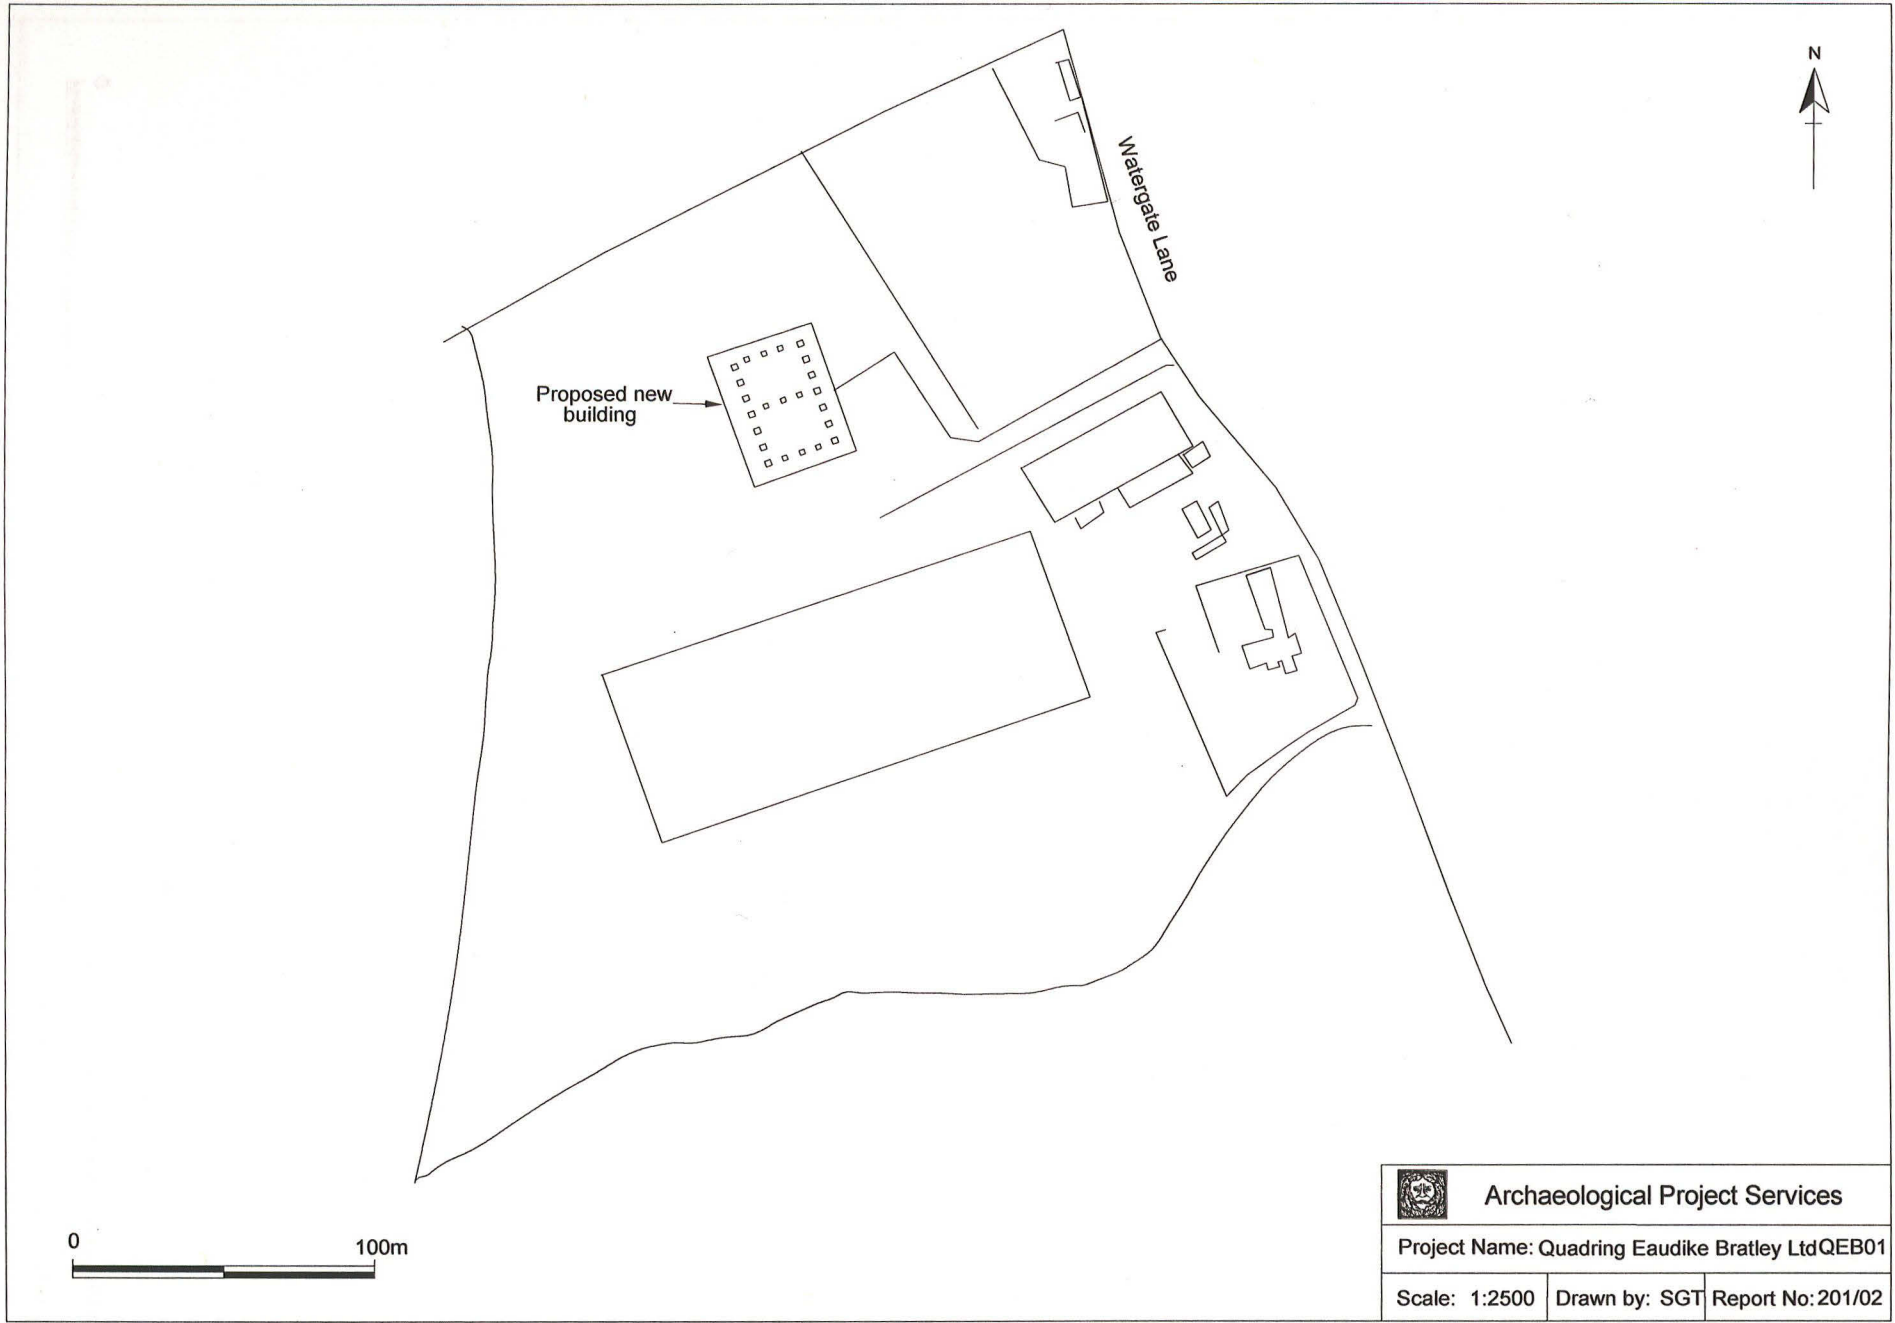 N
Watergate Lane
Proposed new
building
0 100m
Archaeological Project Services
Project Name: Quadring Eaudike Bratley Ltd QEB01
Scale: 1:2500 Drawn by: SGT Report No: 201/02